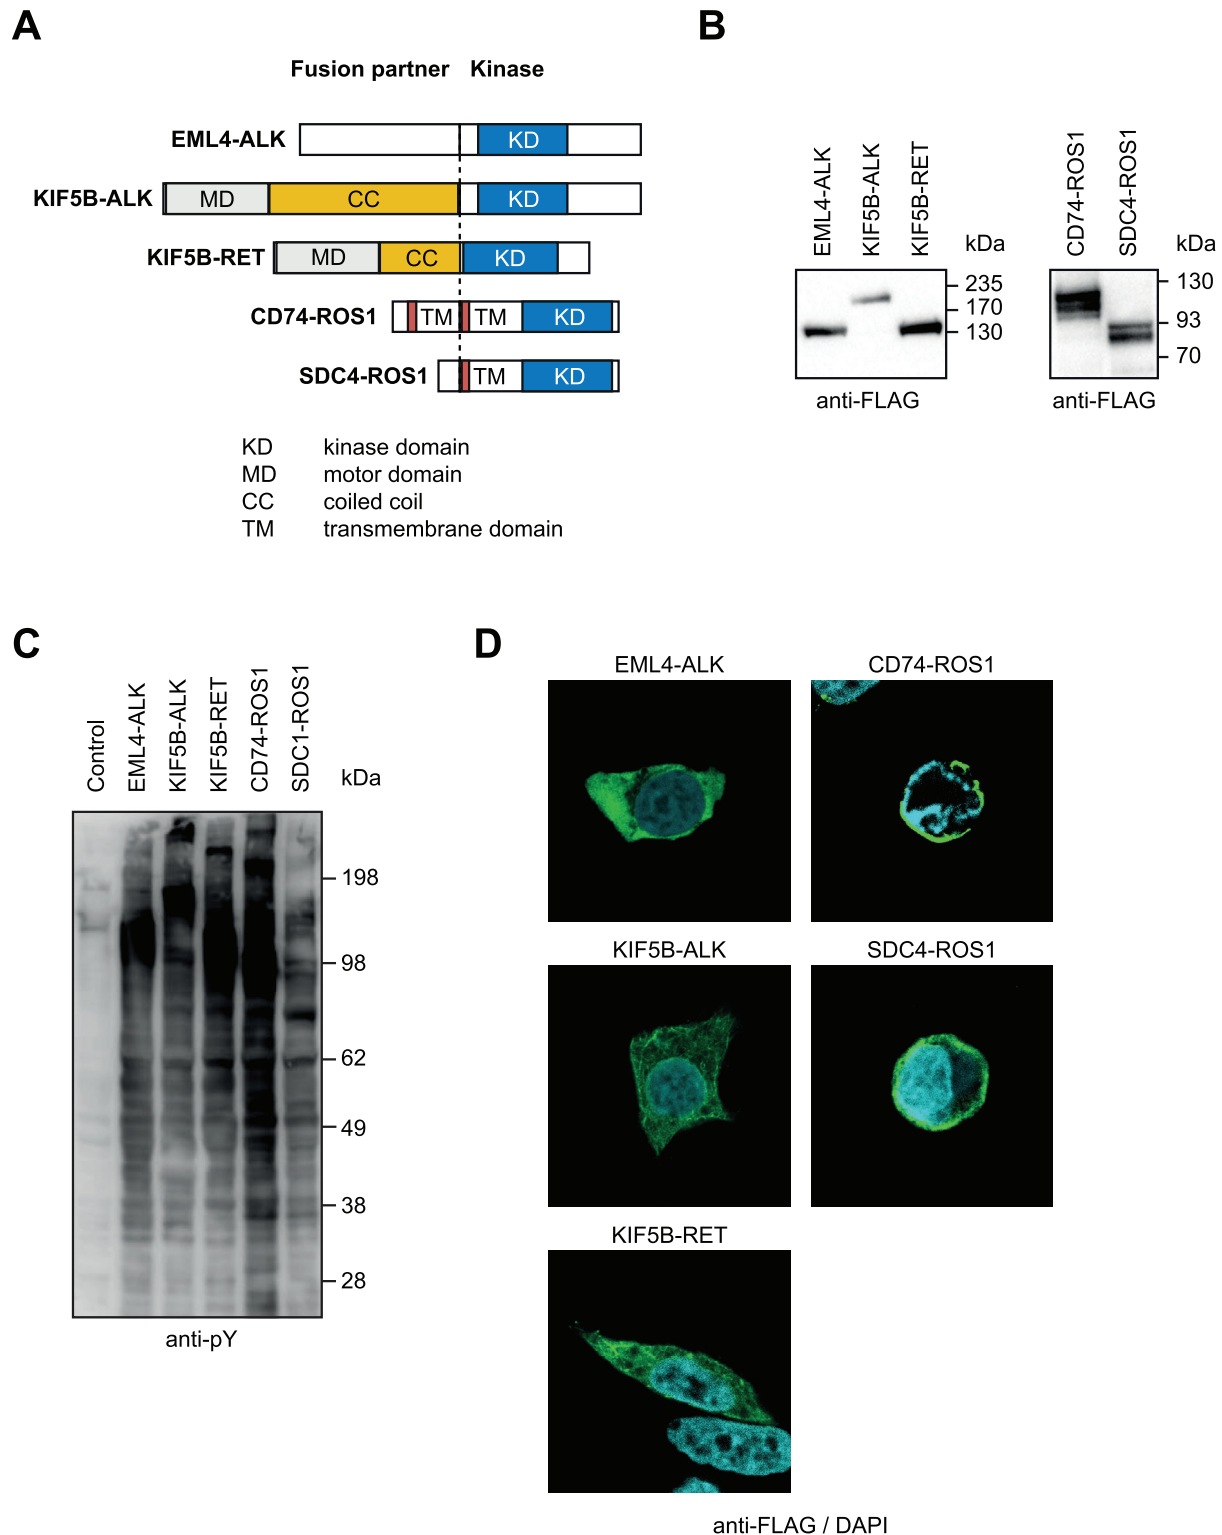 A
Fusion partner Kinase
EML4-ALK KD
KIF5B-ALK MD CC KD
KIF5B-RET MD CC KD
CD74-ROS1 TM TM KD
SDC4-ROS1 TM KD
KD kinase domain
MD motor domain
CC coiled coil
TM transmembrane domain
B
EML4-ALK
KIF5B-ALK
KIF5B-RET
kDa
235
170
130
anti-FLAG
CD74-ROS1
SDC4-ROS1
kDa
130
93
70
anti-FLAG
C
Control
EML4-ALK
KIF5B-ALK
KIF5B-RET
CD74-ROS1
SDC1-ROS1
kDa
198
98
62
49
38
28
anti-pY
D
EML4-ALK CD74-ROS1
KIF5B-ALK SDC4-ROS1
KIF5B-RET
anti-FLAG / DAPI